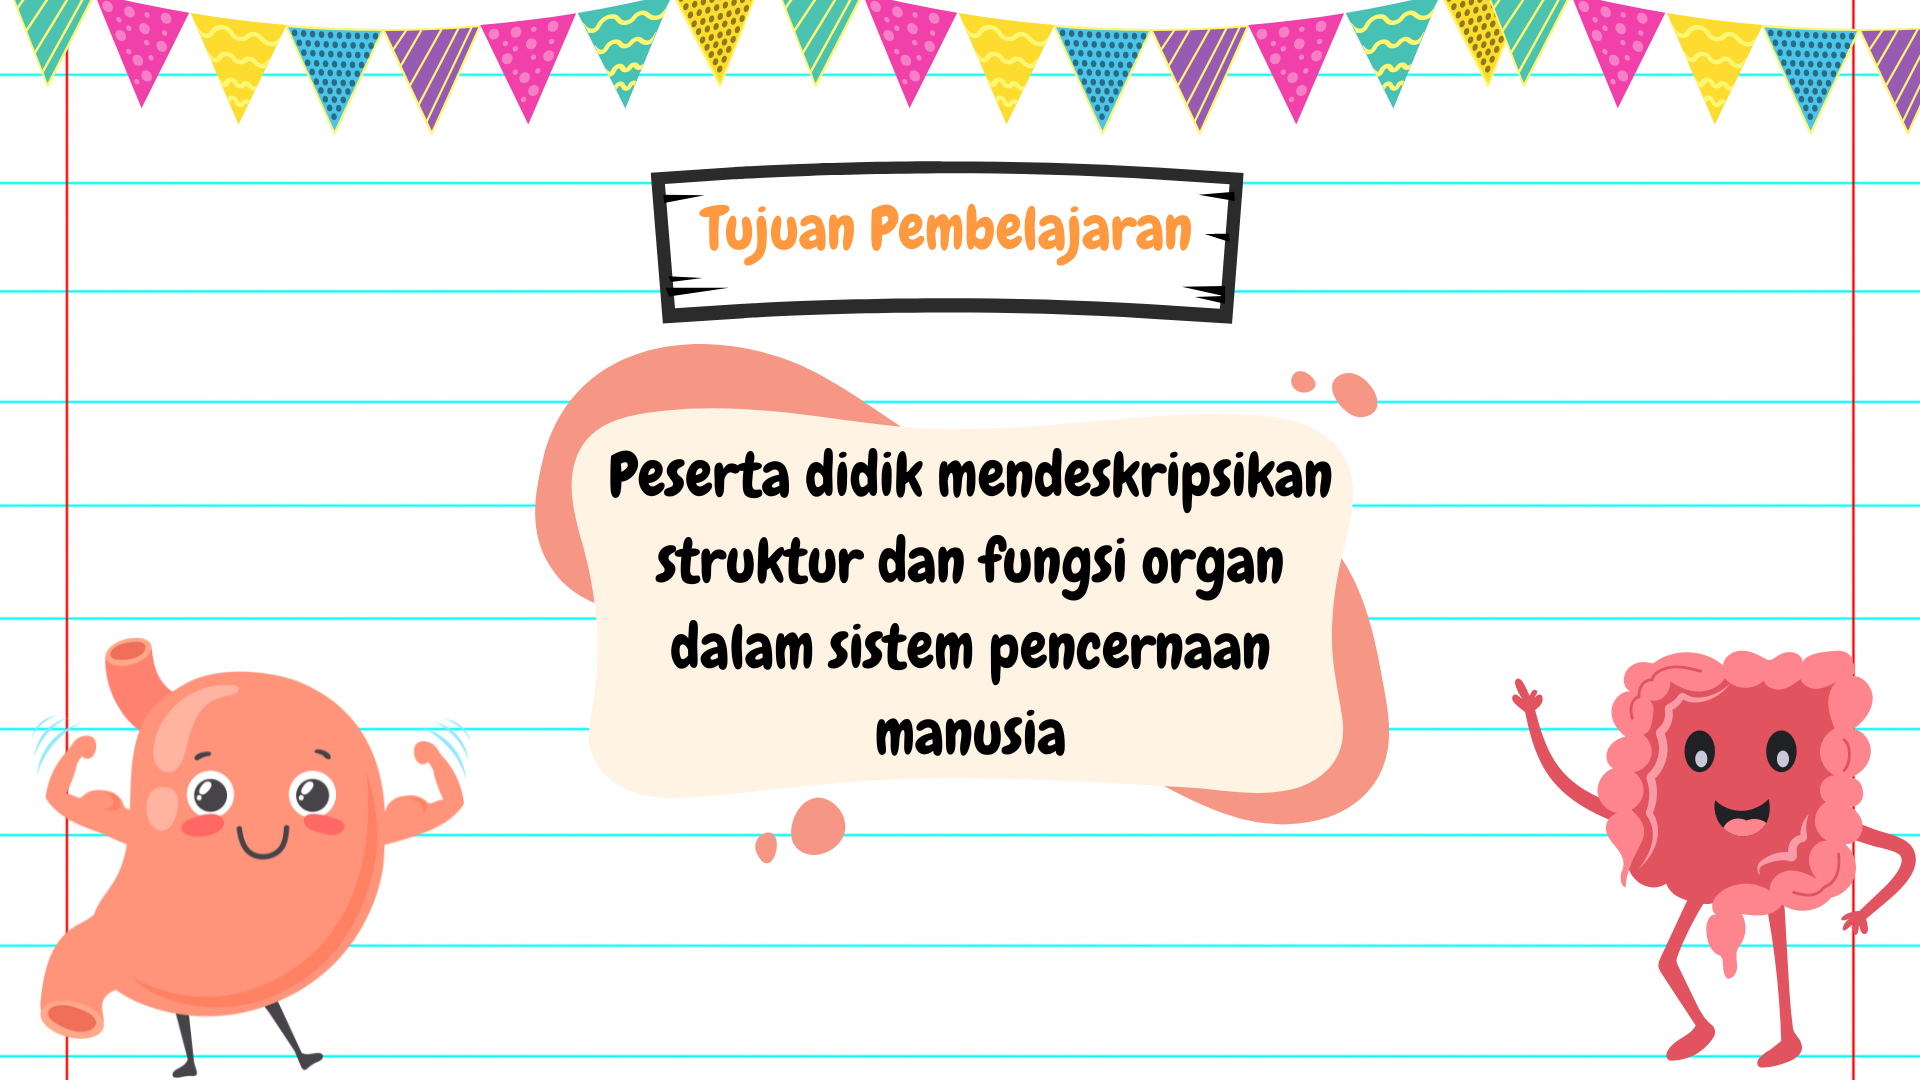 Tujuan Pembelajaran
Peserta didik mendeskripsikan
struktur dan fungsi organ
dalam sistem pencernaan
manusia